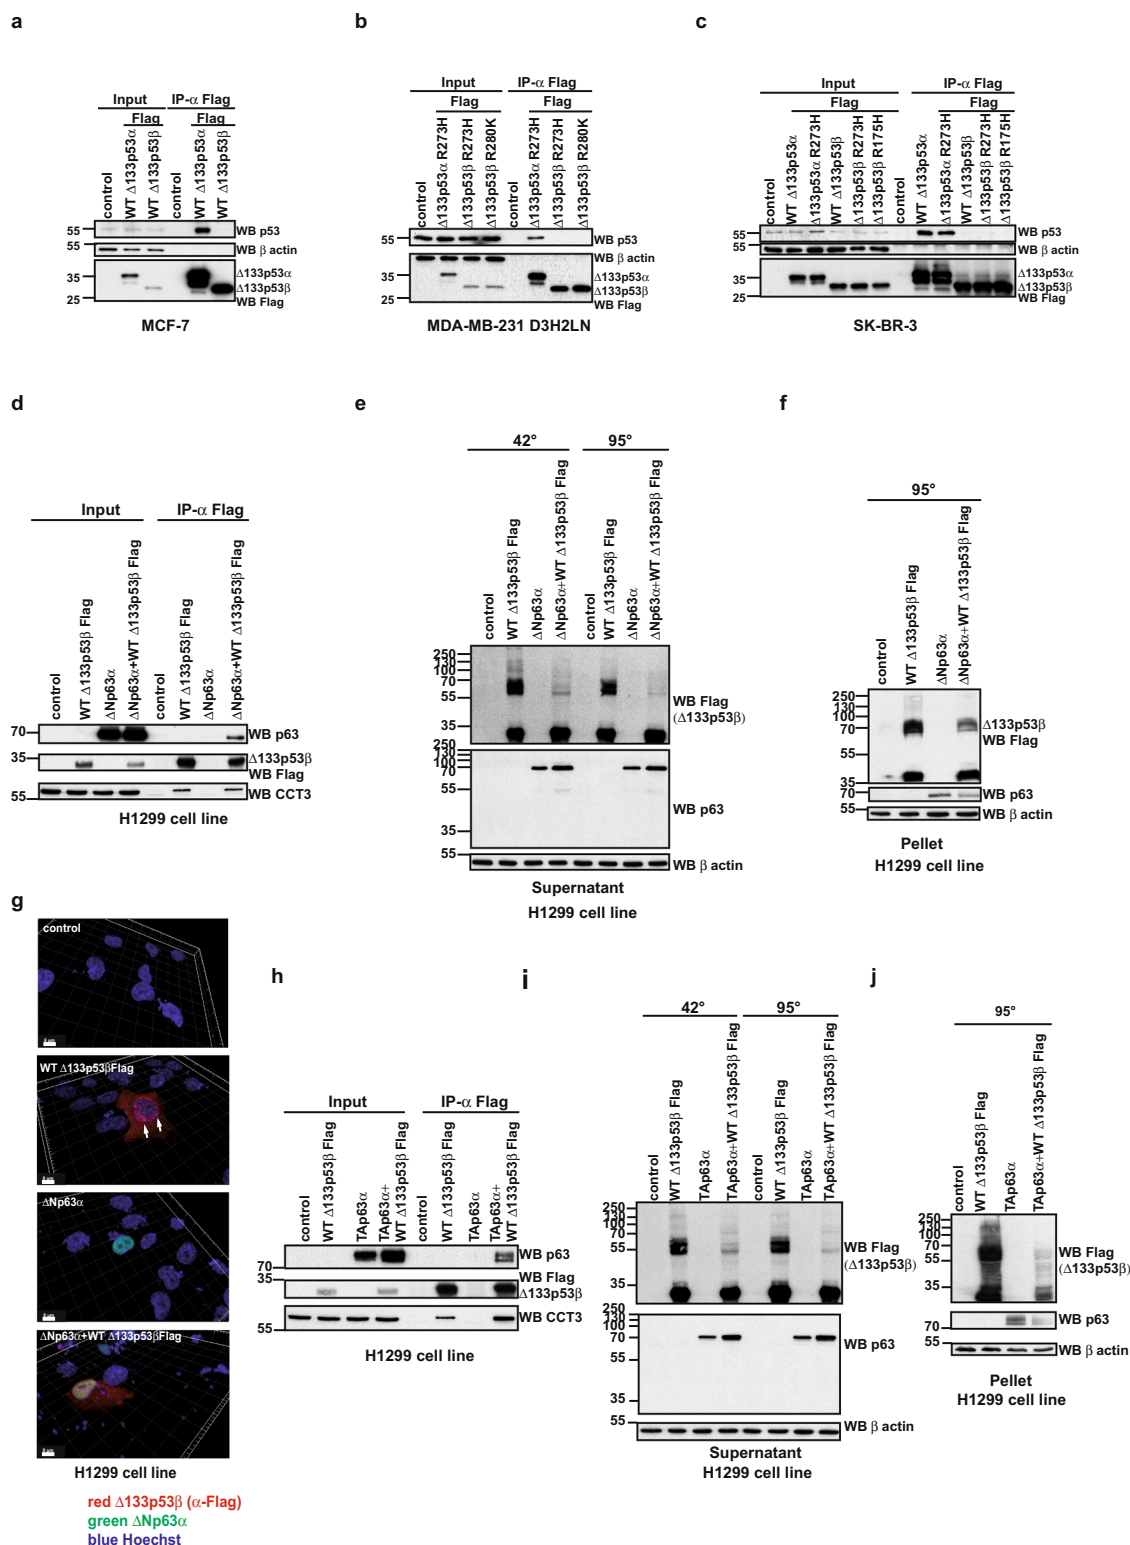 a
Input
IP-α Flag
Flag
Flag
control
WT Δ133p53α
WT Δ133p53β
control
WT Δ133p53α
WT Δ133p53β
55
WB p53
55
WB β actin
35
Δ133p53α
Δ133p53β
25
WB Flag
MCF-7
b
Input
IP-α Flag
Flag
Flag
control
Δ133p53α R273H
Δ133p53β R273H
Δ133p53β R280K
control
Δ133p53α R273H
Δ133p53β R273H
Δ133p53β R280K
55
WB p53
55
WB β actin
35
Δ133p53α
Δ133p53β
25
WB Flag
MDA-MB-231 D3H2LN
c
Input
IP-α Flag
Flag
Flag
control
WT Δ133p53α
Δ133p53α R273H
WT Δ133p53β
Δ133p53β R273H
Δ133p53β R175H
control
WT Δ133p53α
Δ133p53α R273H
WT Δ133p53β
Δ133p53β R273H
Δ133p53β R175H
55
WB p53
55
WB β actin
35
Δ133p53α
Δ133p53β
25
WB Flag
SK-BR-3
d
Input
IP-α Flag
control
WT Δ133p53β Flag
ΔNp63α
ΔNp63α+WT Δ133p53β Flag
control
WT Δ133p53β Flag
ΔNp63α
ΔNp63α+WT Δ133p53β Flag
70
WB p63
35
Δ133p53β
WB Flag
55
WB CCT3
H1299 cell line
e
42°
95°
control
WT Δ133p53β Flag
ΔNp63α
ΔNp63α+WT Δ133p53β Flag
control
WT Δ133p53β Flag
ΔNp63α
ΔNp63α+WT Δ133p53β Flag
250
130
100
70
55
35
WB Flag
(Δ133p53β)
250
130
100
70
55
35
WB p63
55
WB β actin
Supernatant
H1299 cell line
f
95°
control
WT Δ133p53β Flag
ΔNp63α
ΔNp63α+WT Δ133p53β Flag
250
130
100
70
55
35
Δ133p53β
WB Flag
70
WB p63
55
WB β actin
Pellet
H1299 cell line
g
control
WT Δ133p53βFlag
ΔNp63α
ΔNp63α+WT Δ133p53βFlag
H1299 cell line
red Δ133p53β (α-Flag)
green ΔNp63α
blue Hoechst
h
Input
IP-α Flag
control
WT Δ133p53β Flag
TAp63α
TAp63α+
WT Δ133p53β Flag
control
WT Δ133p53β Flag
TAp63α
TAp63α+
WT Δ133p53β Flag
WB p63
70
35
WB Flag
Δ133p53β
WB CCT3
55
H1299 cell line
i
42°
95°
control
WT Δ133p53β Flag
TAp63α
TAp63α+WT Δ133p53β Flag
control
WT Δ133p53β Flag
TAp63α
TAp63α+WT Δ133p53β Flag
250
130
100
70
55
35
WB Flag
(Δ133p53β)
250
130
100
70
55
35
WB p63
55
WB β actin
Supernatant
H1299 cell line
j
95°
control
WT Δ133p53β Flag
TAp63α
TAp63α+WT Δ133p53β Flag
250
130
100
70
55
35
WB Flag
(Δ133p53β)
70
WB p63
55
WB β actin
Pellet
H1299 cell line